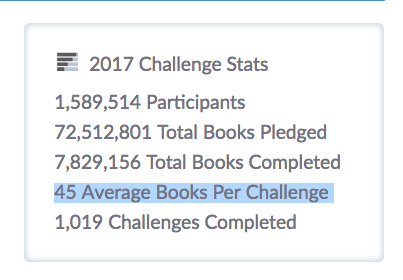 2017 Challenge Stats
1,589,514 Participants
72,512,801 Total Books Pledged
7,829,156 Total Books Completed
45 Average Books Per Challenge
1,019 Challenges Completed